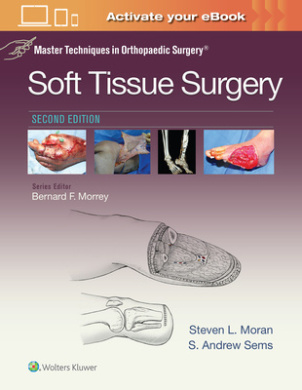 Activate your eBook
Master Techniques in Orthopaedic Surgery®
Soft Tissue Surgery
SECOND EDITION
Series Editor
Bernard F. Morrey
Steven L. Moran
S. Andrew Sems
Wolters Kluwer